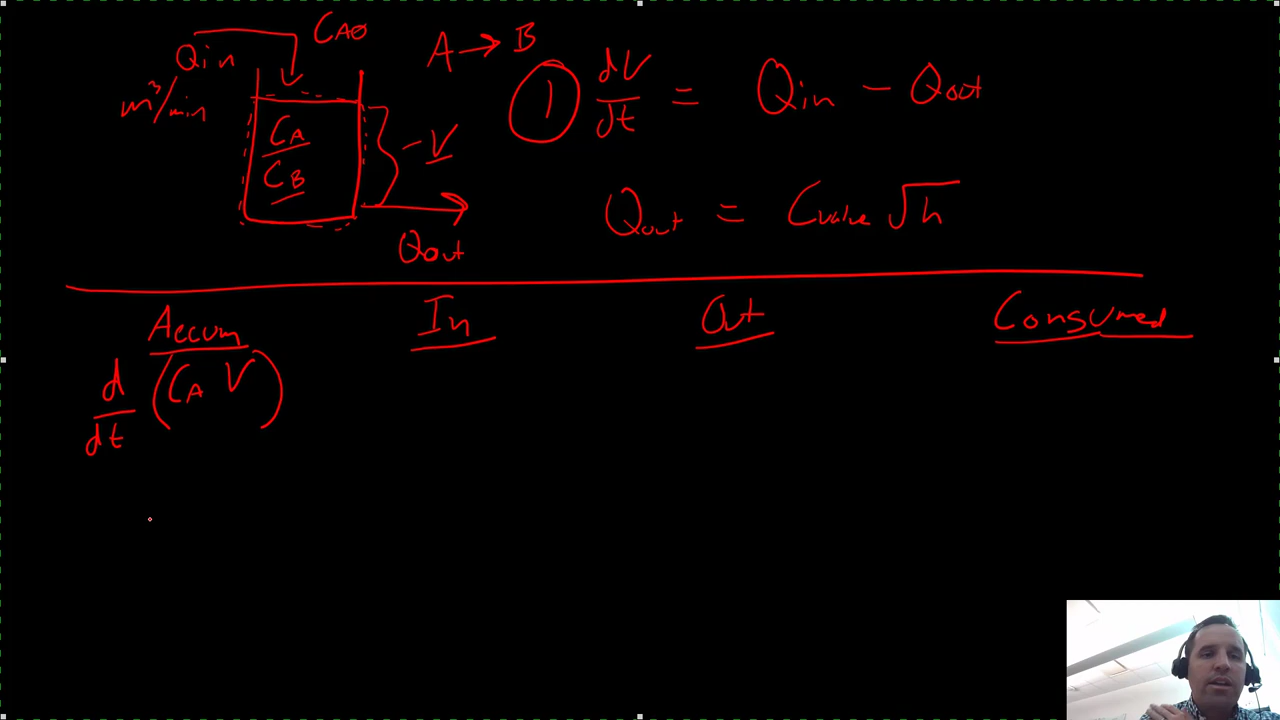 CAO
Qin
m³/min
A → B
① dV/dt = Qin - Qout
CA
CB
- V
Qout = Cvalve √h
Qout
Accum In Out Consumed
d/dt (CA V)